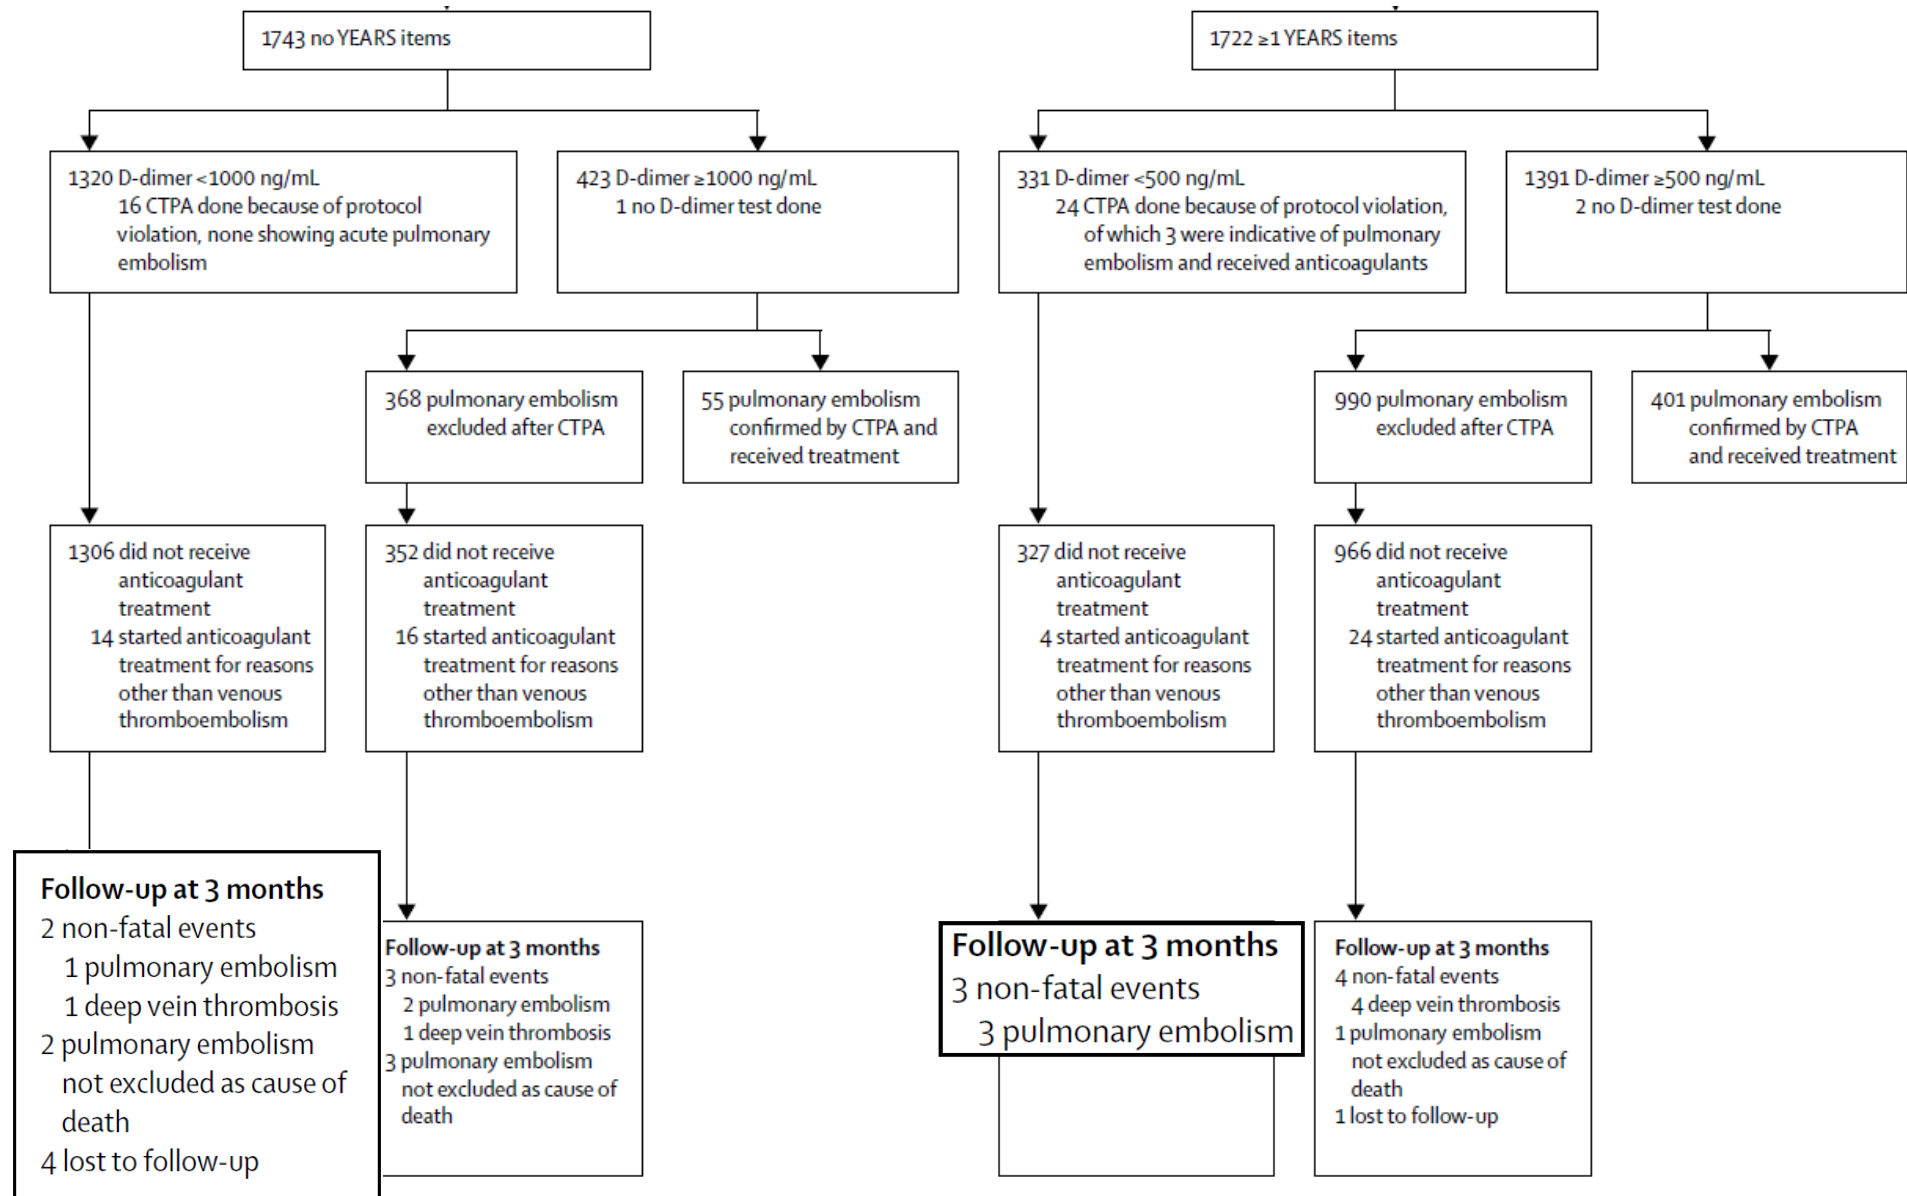 1743 no YEARS items
1722 ≥1 YEARS items
1320 D-dimer <1000 ng/mL
16 CTPA done because of protocol
violation, none showing acute pulmonary
embolism
423 D-dimer ≥1000 ng/mL
1 no D-dimer test done
331 D-dimer <500 ng/mL
24 CTPA done because of protocol violation,
of which 3 were indicative of pulmonary
embolism and received anticoagulants
1391 D-dimer ≥500 ng/mL
2 no D-dimer test done
368 pulmonary embolism
excluded after CTPA
55 pulmonary embolism
confirmed by CTPA and
received treatment
990 pulmonary embolism
excluded after CTPA
401 pulmonary embolism
confirmed by CTPA
and received treatment
1306 did not receive
anticoagulant
treatment
14 started anticoagulant
treatment for reasons
other than venous
thromboembolism
352 did not receive
anticoagulant
treatment
16 started anticoagulant
treatment for reasons
other than venous
thromboembolism
327 did not receive
anticoagulant
treatment
4 started anticoagulant
treatment for reasons
other than venous
thromboembolism
966 did not receive
anticoagulant
treatment
24 started anticoagulant
treatment for reasons
other than venous
thromboembolism
Follow-up at 3 months
2 non-fatal events
1 pulmonary embolism
1 deep vein thrombosis
2 pulmonary embolism
not excluded as cause of
death
4 lost to follow-up
Follow-up at 3 months
3 non-fatal events
2 pulmonary embolism
1 deep vein thrombosis
3 pulmonary embolism
not excluded as cause of
death
Follow-up at 3 months
3 non-fatal events
3 pulmonary embolism
Follow-up at 3 months
4 non-fatal events
4 deep vein thrombosis
1 pulmonary embolism
not excluded as cause of
death
1 lost to follow-up